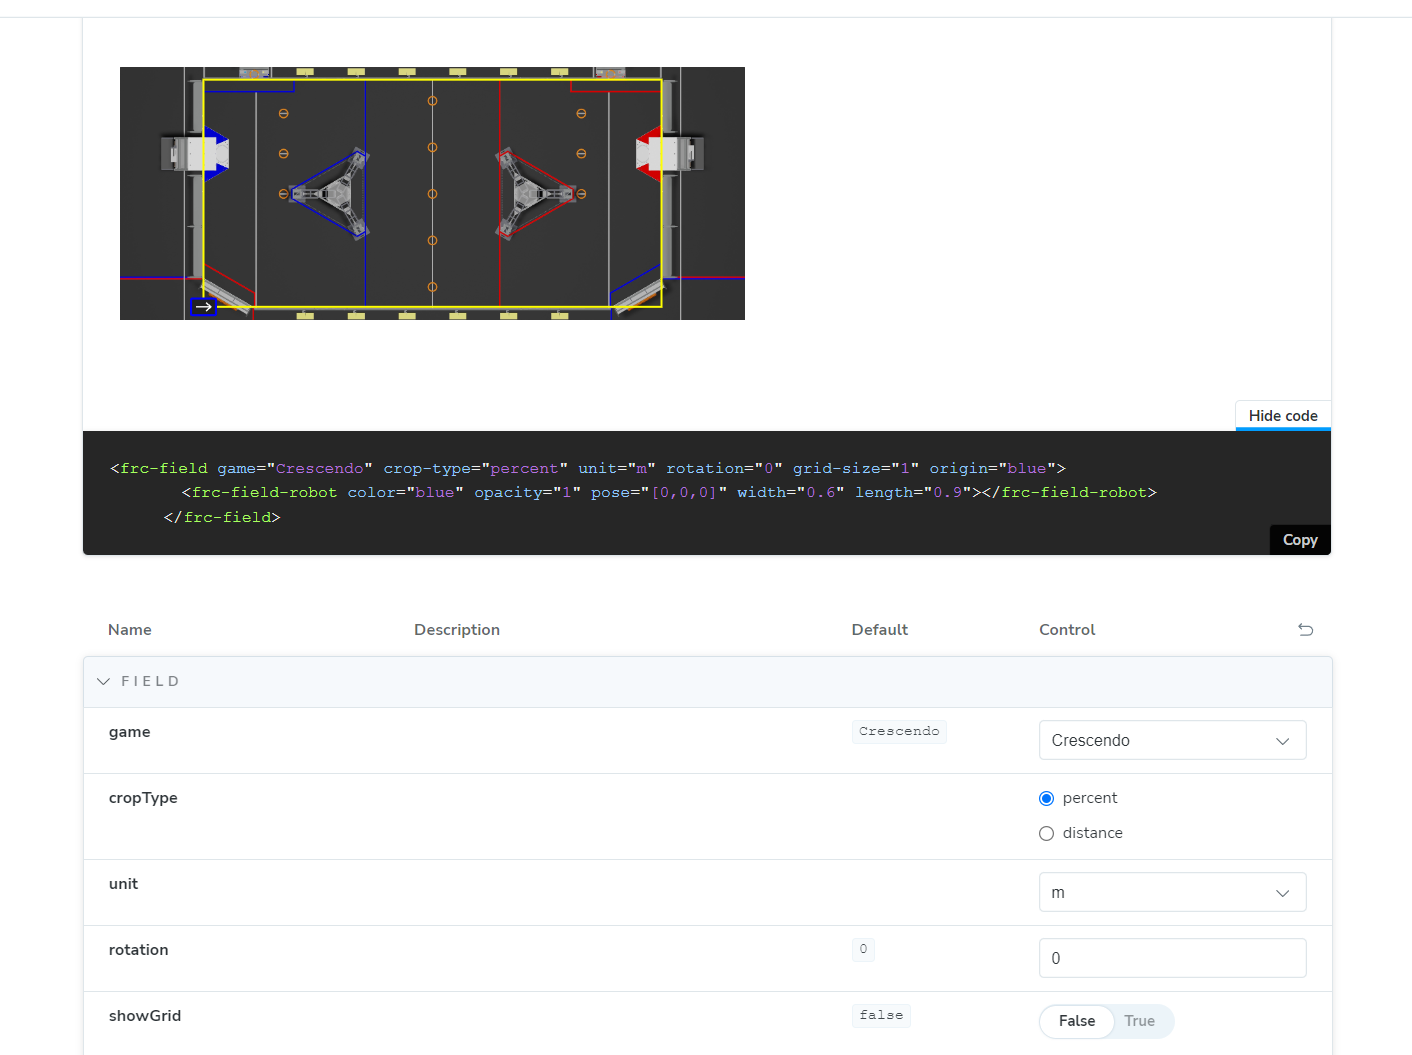 Hide code
<frc-field game="Crescendo" crop-type="percent" unit="m" rotation="0" grid-size="1" origin="blue">
<frc-field-robot color="blue" opacity="1" pose="[0,0,0]" width="0.6" length="0.9"></frc-field-robot>
</frc-field>
Copy
Name Description Default Control
FIELD
game Crescendo Crescendo
cropType percent
distance
unit m
rotation 0 0
showGrid false False True